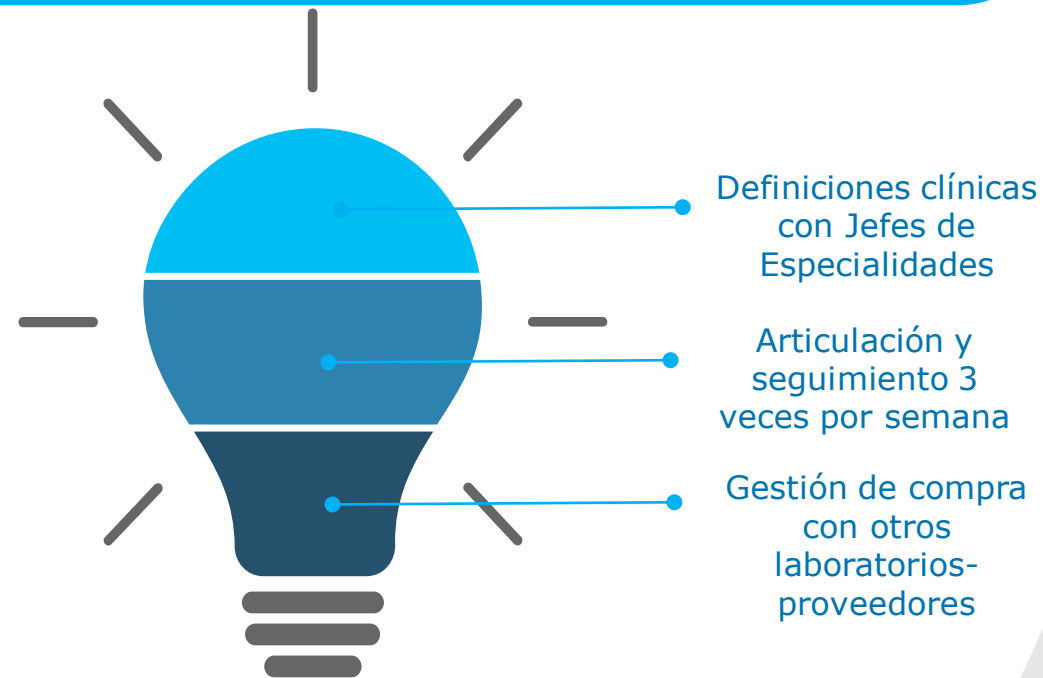 Definiciones clínicas
con Jefes de
Especialidades
Articulación y
seguimiento 3
veces por semana
Gestión de compra
con otros
laboratorios-
proveedores